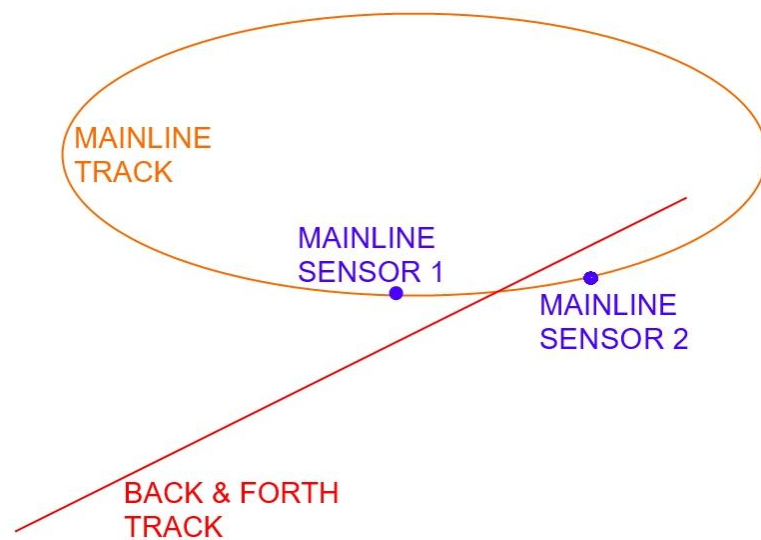 MAINLINE
TRACK
MAINLINE
SENSOR 1
MAINLINE
SENSOR 2
BACK & FORTH
TRACK